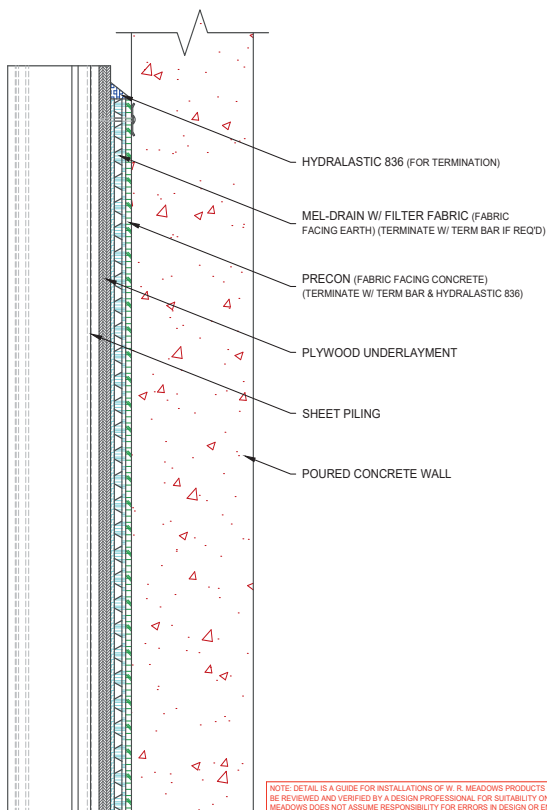 HYDRALASTIC 836 (FOR TERMINATION)
MEL-DRAIN W/ FILTER FABRIC (FABRIC
FACING EARTH) (TERMINATE W/ TERM BAR IF REQ'D)
PRECON (FABRIC FACING CONCRETE)
(TERMINATE W/ TERM BAR & HYDRALASTIC 836)
PLYWOOD UNDERLAYMENT
SHEET PILING
POURED CONCRETE WALL
NOTE: DETAIL IS A GUIDE FOR INSTALLATIONS OF W. R. MEADOWS PRODUCTS
BE REVIEWED AND VERIFIED BY A DESIGN PROFESSIONAL FOR SUITABILITY
MEADOWS DOES NOT ASSUME RESPONSIBILITY FOR ERRORS IN DESIGN OR